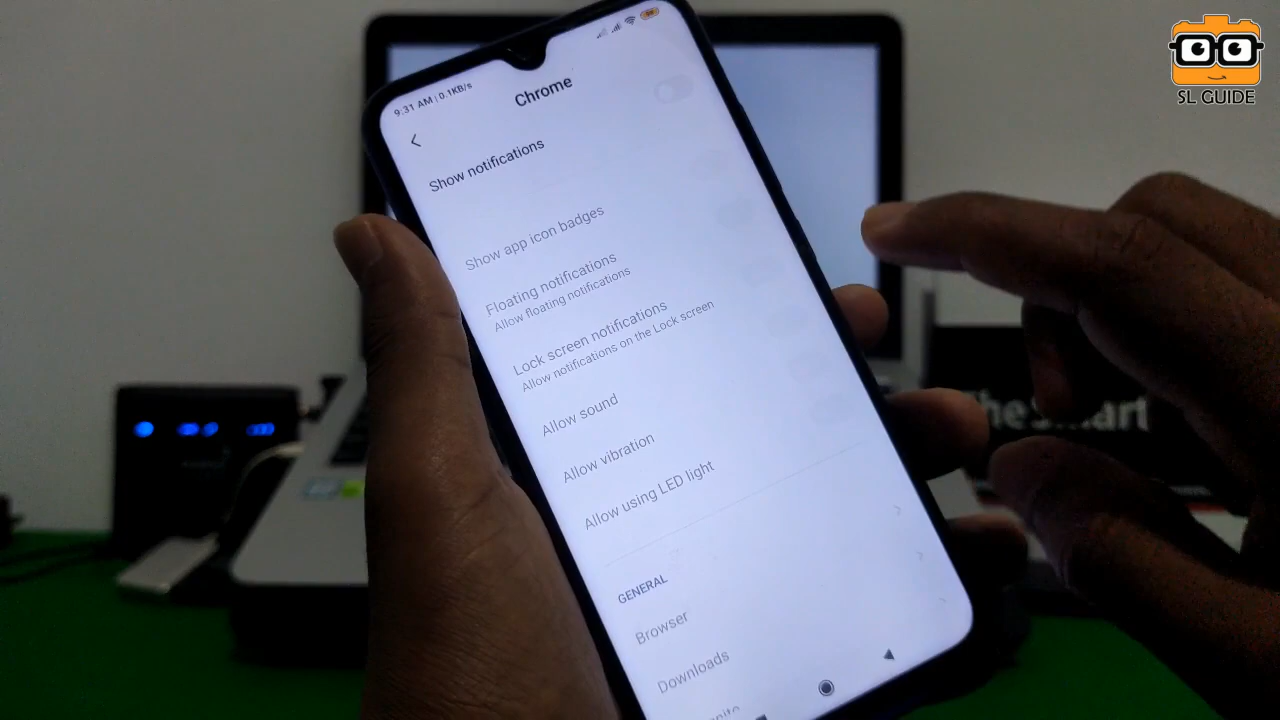 SL GUIDE
9:31 AM | 0.1KB/s
Chrome
Show notifications
Show app icon badges
Floating notifications
Allow floating notifications
Lock screen notifications
Allow notifications on the Lock screen
Allow sound
Allow vibration
Allow using LED light
GENERAL
Browser
Downloads